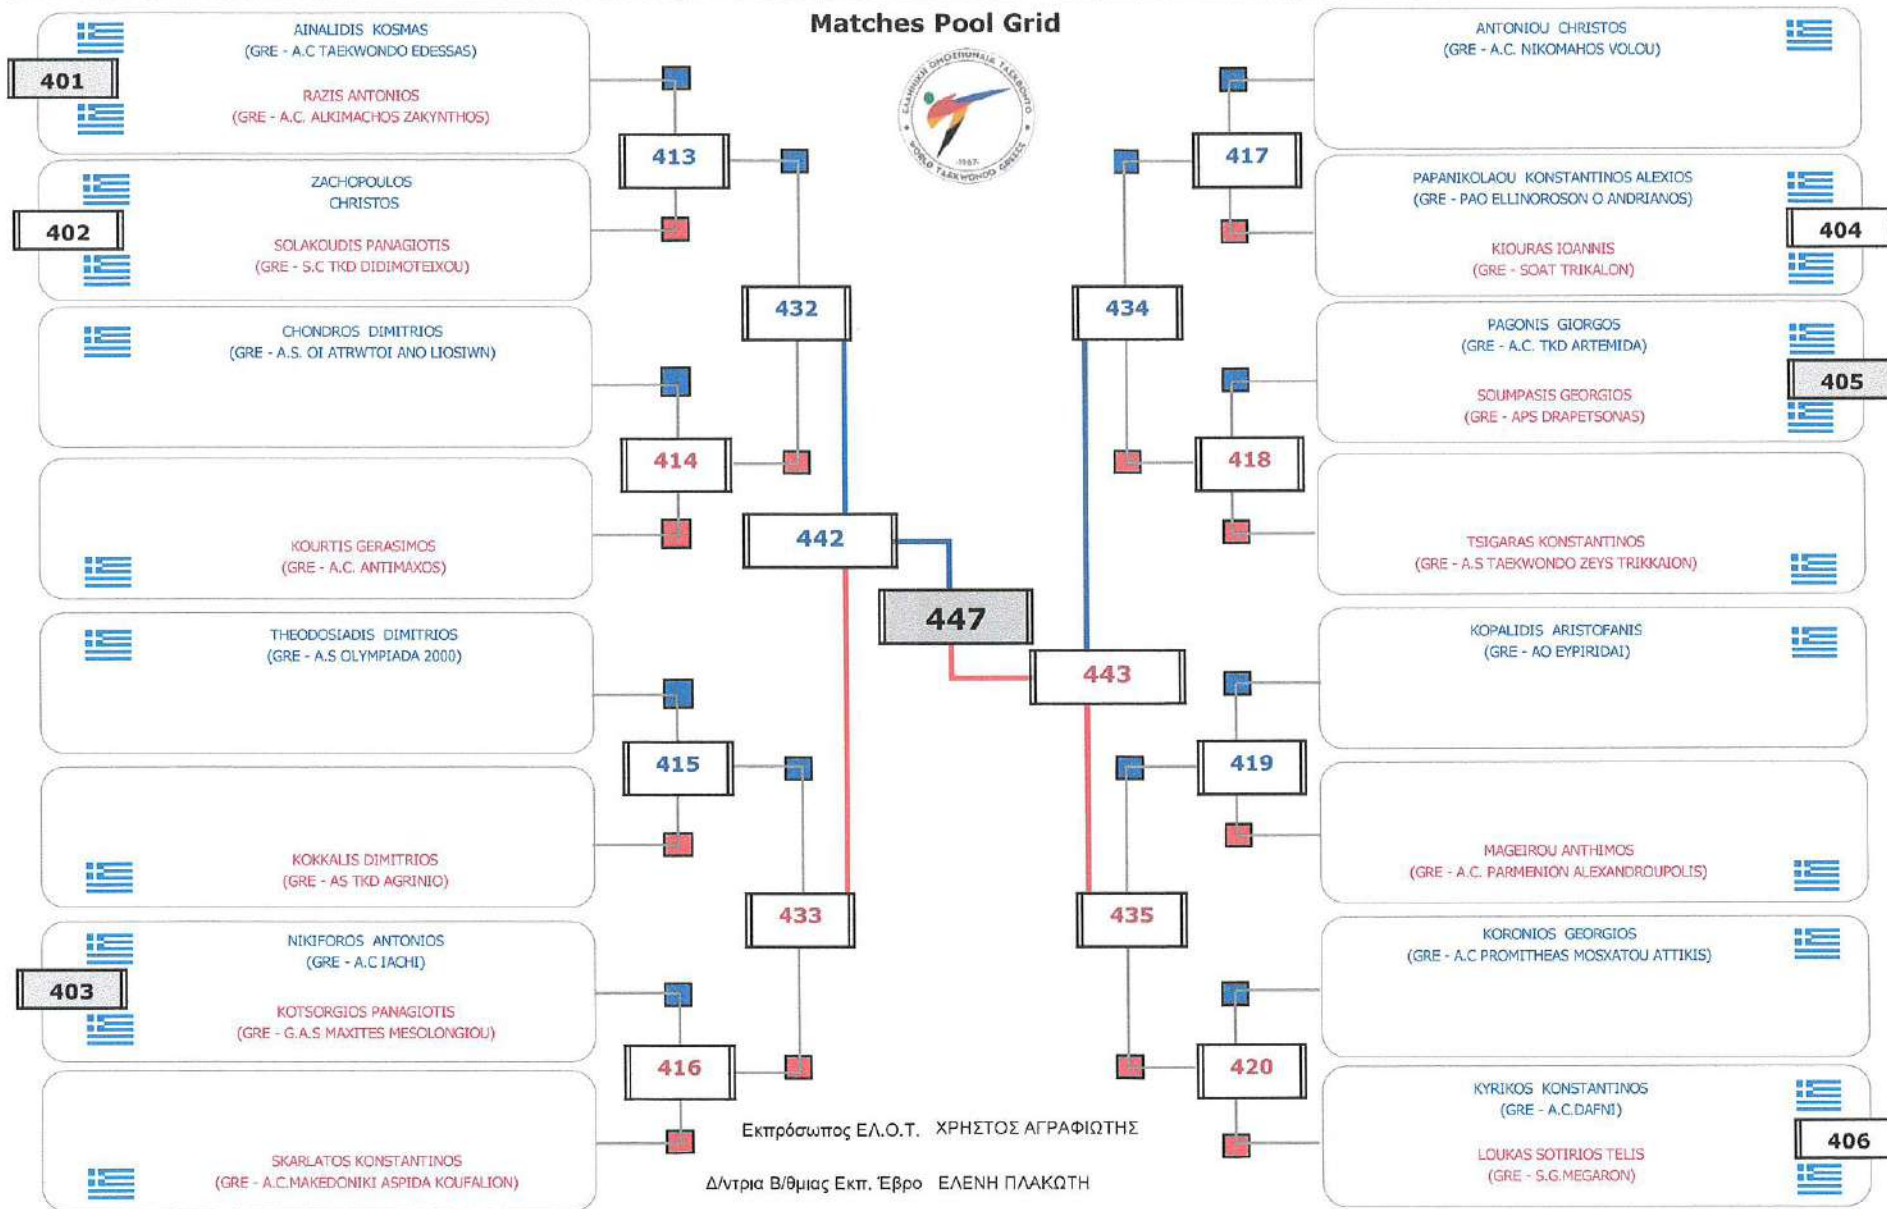 Matches Pool Grid
ΕΛΛΗΝΙΚΗ ΟΜΟΣΠΟΝΔΙΑ ΤΑΕΚΒΟΝΤΟ
-1987-
WORLD TAEKWONDO GREECE
401
AINALIDIS KOSMAS
(GRE - A.C TAEKWONDO EDESSAS)
RAZIS ANTONIOS
(GRE - A.C. ALKIMACHOS ZAKYNTHOS)
402
ZACHOPOULOS
CHRISTOS
SOLAKOUDIS PANAGIOTIS
(GRE - S.C TKD DIDIMOTEIXOU)
CHONDROS DIMITRIOS
(GRE - A.S. OI ATRWTOI ANO LIOSIWN)
KOURTIS GERASIMOS
(GRE - A.C. ANTIMAXOS)
THEODOSIADIS DIMITRIOS
(GRE - A.S OLYMPIADA 2000)
KOKKALIS DIMITRIOS
(GRE - AS TKD AGRINIO)
403
NIKIFOROS ANTONIOS
(GRE - A.C IACHI)
KOTSORGIOS PANAGIOTIS
(GRE - G.A.S MAXITES MESOLONGIOU)
SKARLATOS KONSTANTINOS
(GRE - A.C.MAKEDONIKI ASPIDA KOUFALION)
413
414
415
416
432
433
442
447
443
434
435
417
418
419
420
ANTONIOU CHRISTOS
(GRE - A.C. NIKOMAHOS VOLOU)
PAPANIKOLAOU KONSTANTINOS ALEXIOS
(GRE - PAO ELLINOROSON O ANDRIANOS)
404
KIOURAS IOANNIS
(GRE - SOAT TRIKALON)
PAGONIS GIORGOS
(GRE - A.C. TKD ARTEMIDA)
405
SOUMPASIS GEORGIOS
(GRE - APS DRAPETSONAS)
TSIGARAS KONSTANTINOS
(GRE - A.S TAEKWONDO ZEYS TRIKKAION)
KOPALIDIS ARISTOFANIS
(GRE - AO EYPIRIDAI)
MAGEIROU ANTHIMOS
(GRE - A.C. PARMENION ALEXANDROUPOLIS)
KORONIOS GEORGIOS
(GRE - A.C PROMITHEAS MOSXATOU ATTIKIS)
KYRIKOS KONSTANTINOS
(GRE - A.C.DAFNI)
406
LOUKAS SOTIRIOS TELIS
(GRE - S.G.MEGARON)
Εκπρόσωπος ΕΛ.Ο.Τ. ΧΡΗΣΤΟΣ ΑΓΡΑΦΙΩΤΗΣ
Δ/ντρια Β/θμιας Εκπ. Έβρο ΕΛΕΝΗ ΠΛΑΚΩΤΗ